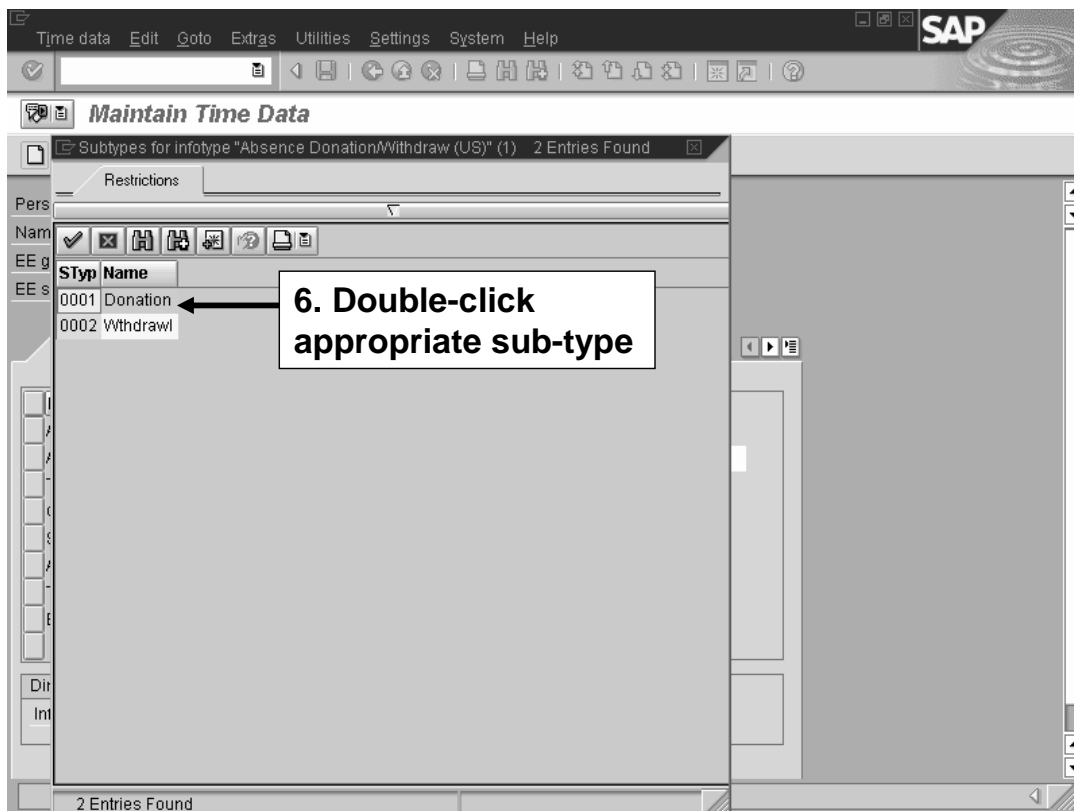 Time data Edit Goto Extras Utilities Settings System Help
SAP
Maintain Time Data
Subtypes for infotype "Absence Donation/Withdraw (US)" (1) 2 Entries Found
Restrictions
Pers
Nam
EE g
EE s
STyp Name
0001 Donation
0002 Wthdrawl
6. Double-click
appropriate sub-type
Dir
Int
2 Entries Found